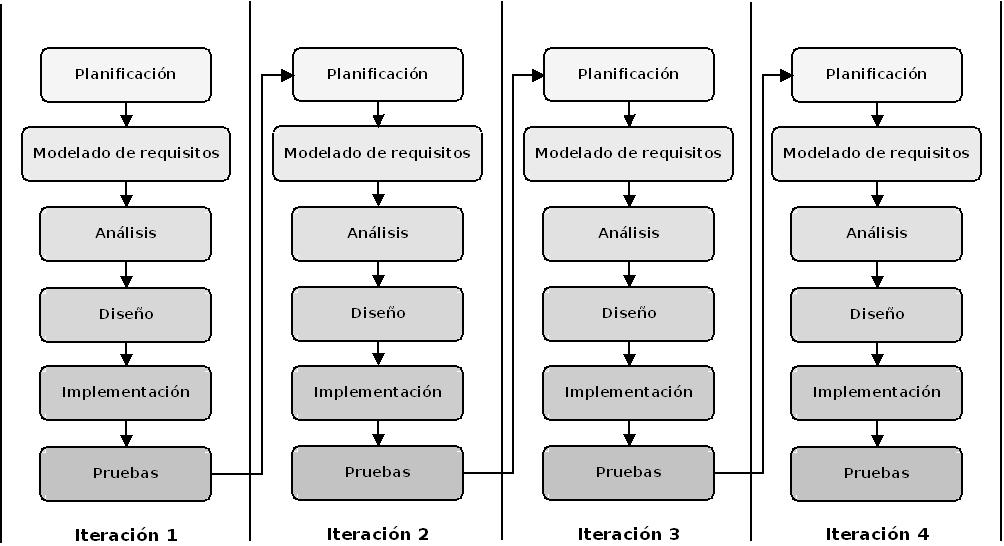 Planificación
Modelado de requisitos
Análisis
Diseño
Implementación
Pruebas
Iteración 1
Planificación
Modelado de requisitos
Análisis
Diseño
Implementación
Pruebas
Iteración 2
Planificación
Modelado de requisitos
Análisis
Diseño
Implementación
Pruebas
Iteración 3
Planificación
Modelado de requisitos
Análisis
Diseño
Implementación
Pruebas
Iteración 4